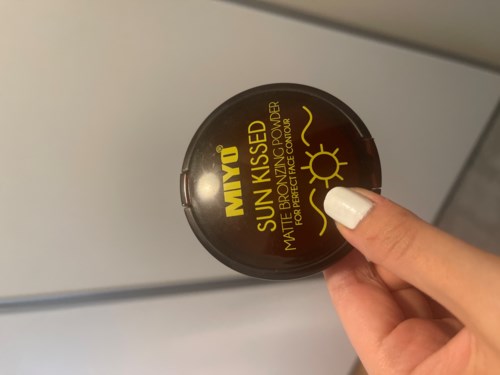 MIYO®
SUN KISSED
MATTE BRONZING POWDER
FOR PERFECT FACE CONTOUR